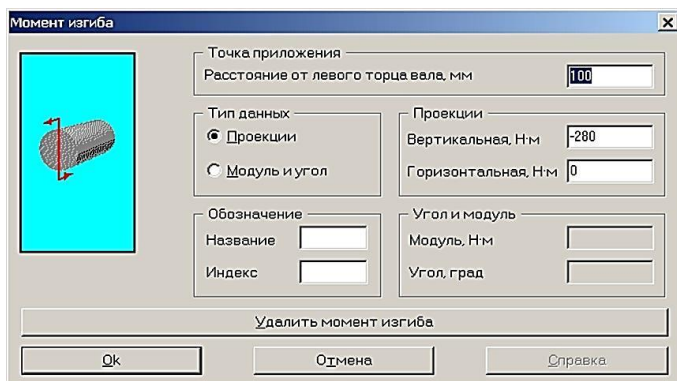 Момент изгиба
Точка приложения
Расстояние от левого торца вала, мм 100
Тип данных
Проекции
Модуль и угол
Проекции
Вертикальная, Н·м -280
Горизонтальная, Н·м 0
Обозначение
Название
Индекс
Угол и модуль
Модуль, Н·м
Угол, град
Удалить момент изгиба
Ok Отмена Справка